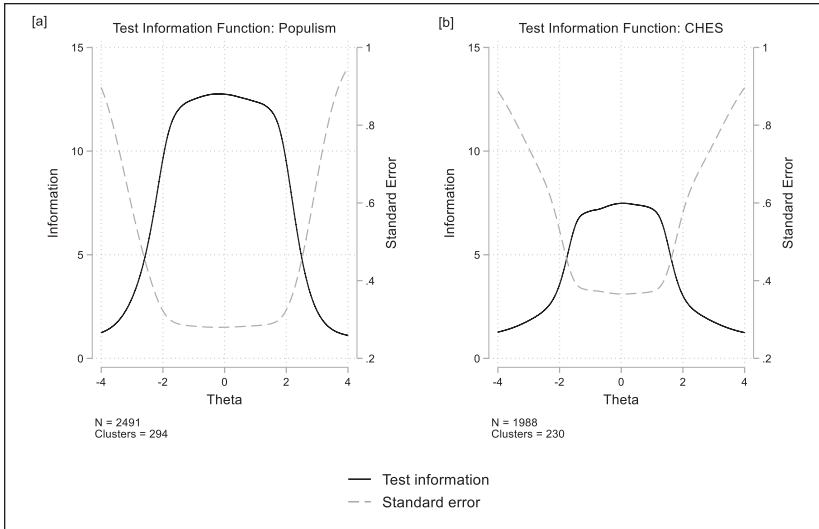 [a]
Test Information Function: Populism
15
10
5
0
Information
1
.8
.6
.4
.2
Standard Error
-4 -2 0 2 4
Theta
N = 2491
Clusters = 294
[b]
Test Information Function: CHES
15
10
5
0
Information
1
.8
.6
.4
.2
Standard Error
-4 -2 0 2 4
Theta
N = 1988
Clusters = 230
Test information
Standard error